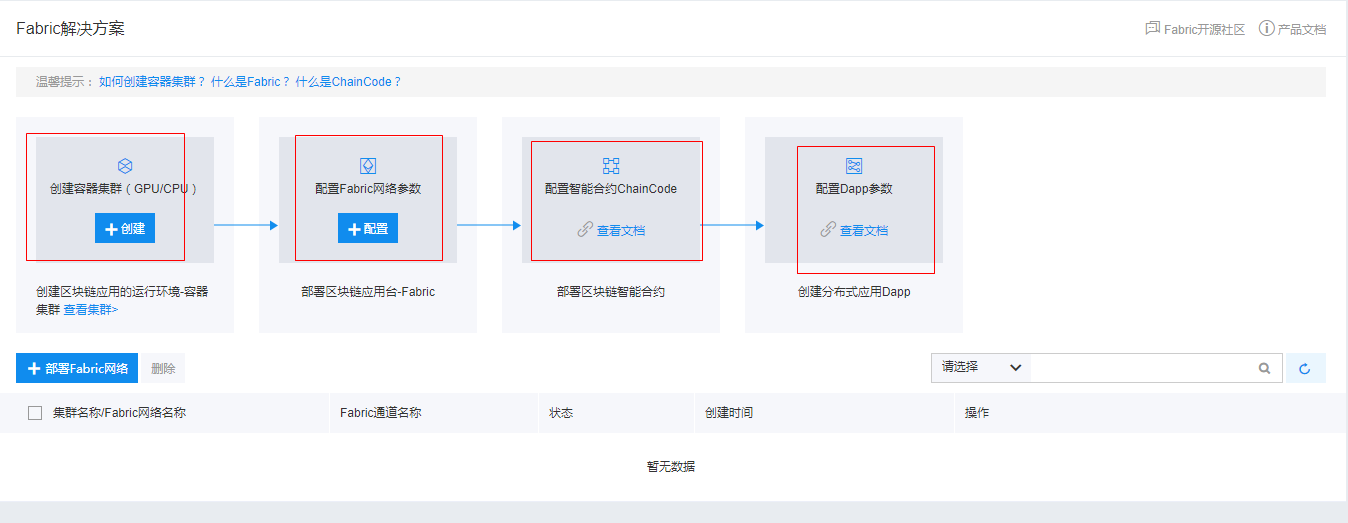 Fabric解决方案
Fabric开源社区 产品文档
温馨提示： 如何创建容器集群？ 什么是Fabric？ 什么是ChainCode？
创建容器集群（GPU/CPU）
创建
创建区块链应用的运行环境-容器
集群 查看集群>
配置Fabric网络参数
配置
部署区块链应用台-Fabric
配置智能合约ChainCode
查看文档
部署区块链智能合约
配置Dapp参数
查看文档
创建分布式应用Dapp
部署Fabric网络 删除 请选择
集群名称/Fabric网络名称 Fabric通道名称 状态 创建时间 操作
暂无数据